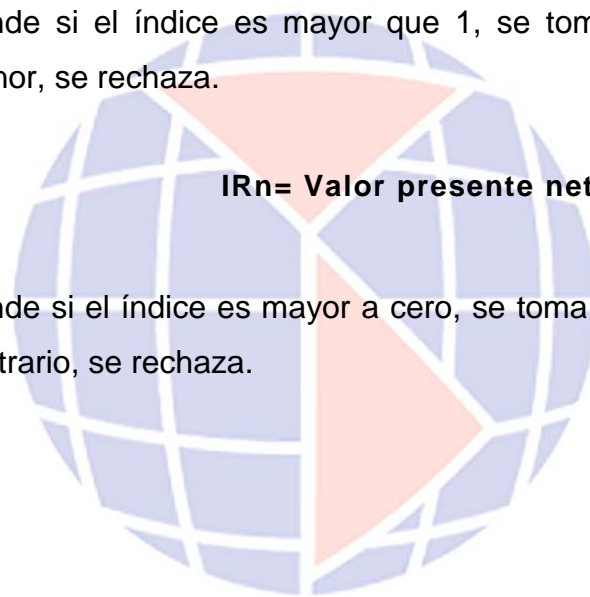 nde si el índice es mayor que 1, se tom
nor, se rechaza.
IRn= Valor presente net
nde si el índice es mayor a cero, se toma
trario, se rechaza.